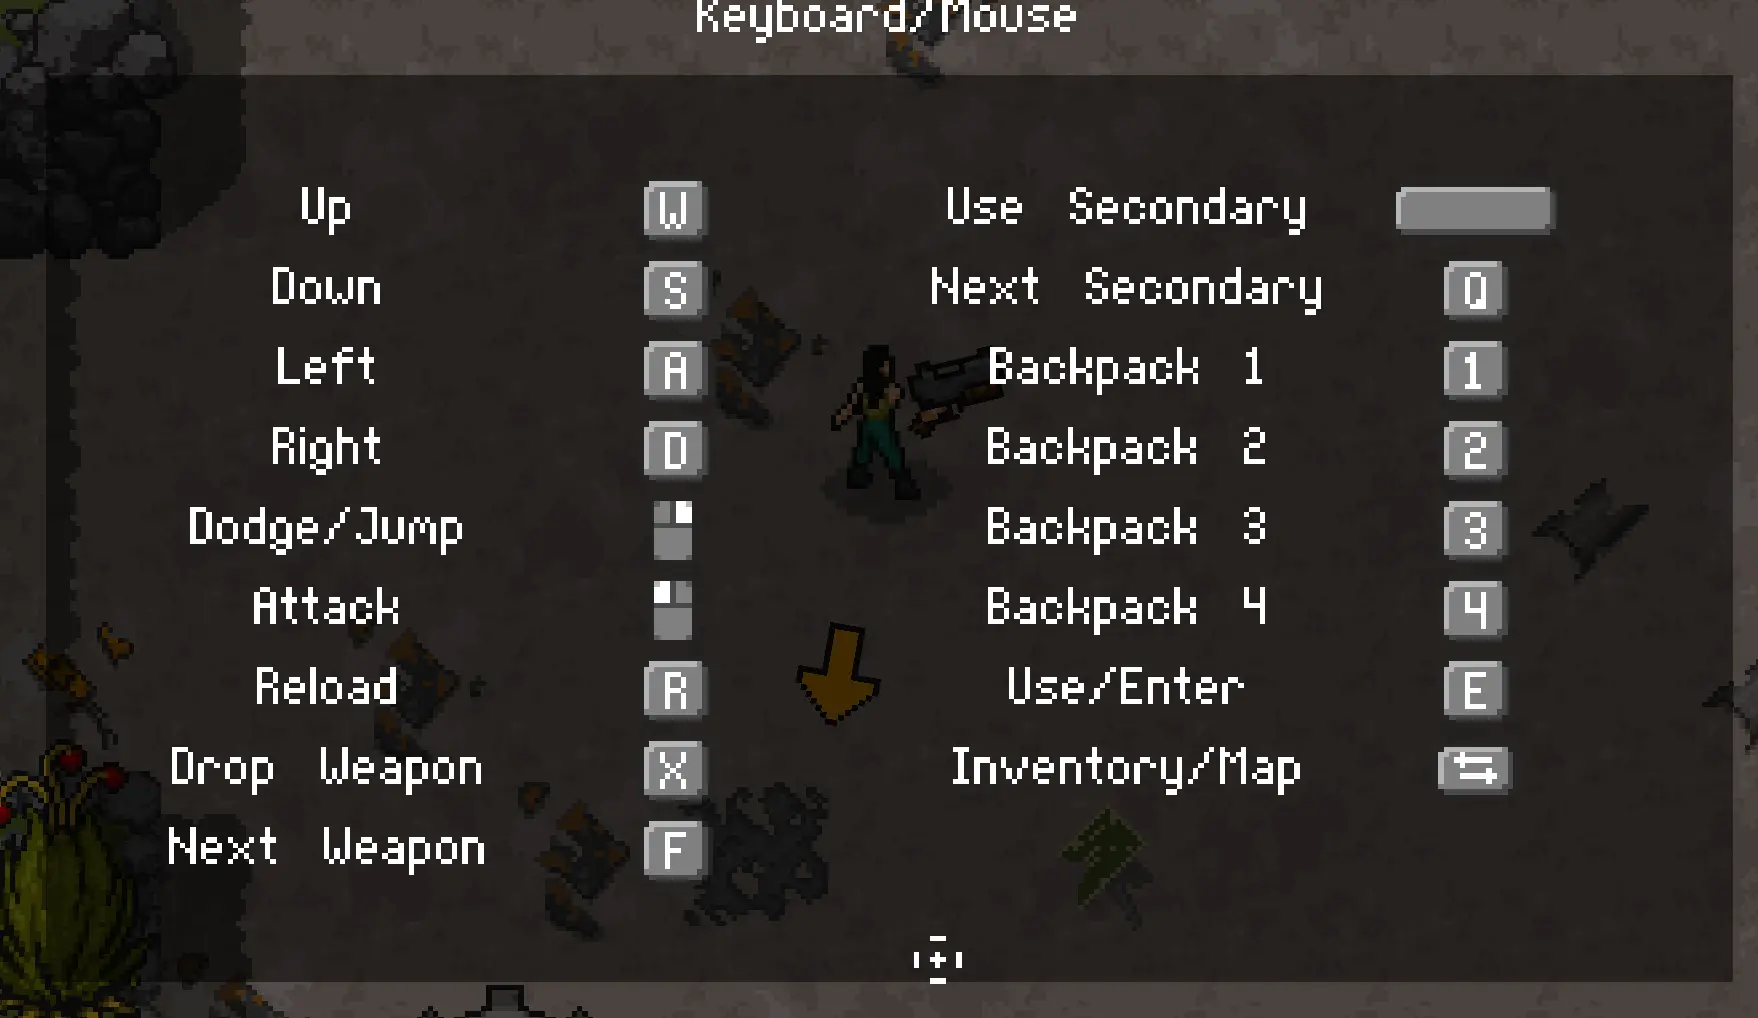 Keyboard/Mouse
Up W
Down S
Left A
Right D
Dodge/Jump
Attack
Reload R
Drop Weapon X
Next Weapon F
Use Secondary
Next Secondary Q
Backpack 1 1
Backpack 2 2
Backpack 3 3
Backpack 4 4
Use/Enter E
Inventory/Map